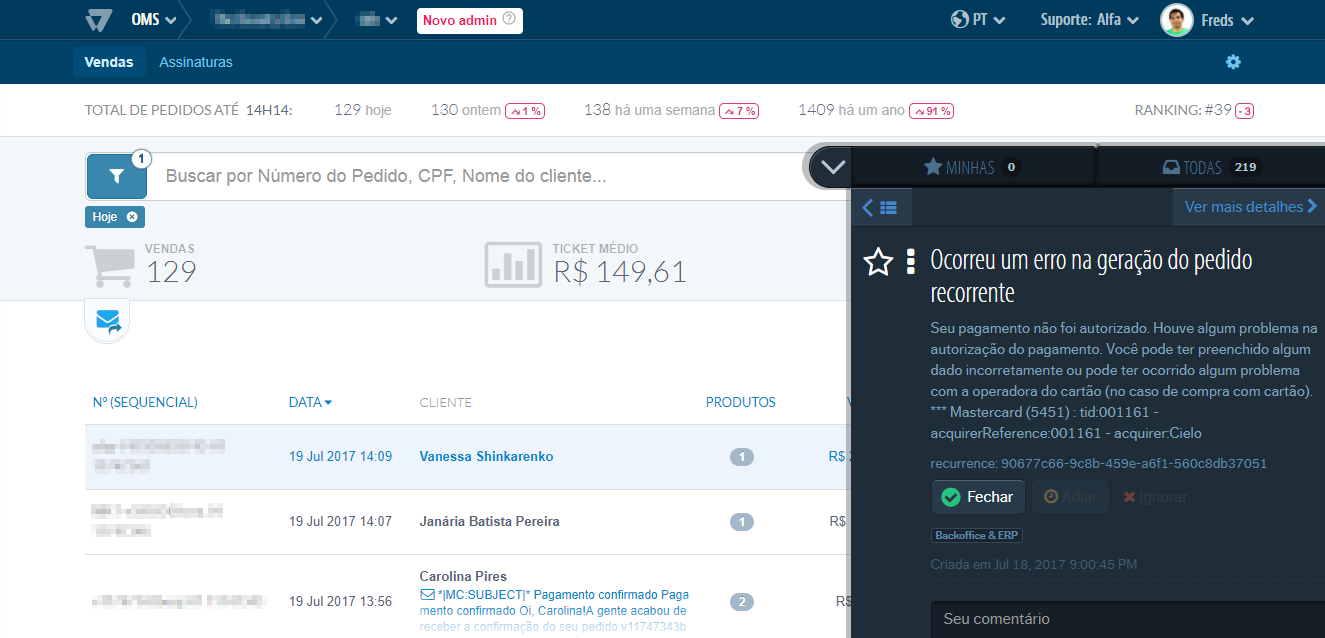 OMS
Novo admin
PT
Suporte: Alfa
Freds
Vendas
Assinaturas
TOTAL DE PEDIDOS ATÉ 14H14:
129 hoje
130 ontem 1 %
138 há uma semana 7 %
1409 há um ano 91 %
RANKING: #39 - 3
1
Buscar por Número do Pedido, CPF, Nome do cliente...
Hoje
VENDAS
129
TICKET MÉDIO
R$ 149,61
Nº (SEQUENCIAL)
DATA
CLIENTE
PRODUTOS
19 Jul 2017 14:09
Vanessa Shinkarenko
1
R$
19 Jul 2017 14:07
Janária Batista Pereira
1
R$
19 Jul 2017 13:56
Carolina Pires
*|MC:SUBJECT|* Pagamento confirmado Paga
mento confirmado Oi, Carolina!A gente acabou de
receber a confirmação do seu pedido v11747343b
2
R$
MINHAS 0
TODAS 219
Ver mais detalhes
Ocorreu um erro na geração do pedido
recorrente
Seu pagamento não foi autorizado. Houve algum problema na
autorização do pagamento. Você pode ter preenchido algum
dado incorretamente ou pode ter ocorrido algum problema
com a operadora do cartão (no caso de compra com cartão).
*** Mastercard (5451) : tid:001161 -
acquirerReference:001161 - acquirer:Cielo
recurrence: 90677c66-9c8b-459e-a6f1-560c8db37051
Fechar
Adiar
Ignorar
Backoffice & ERP
Criada em Jul 18, 2017 9:00:45 PM
Seu comentário